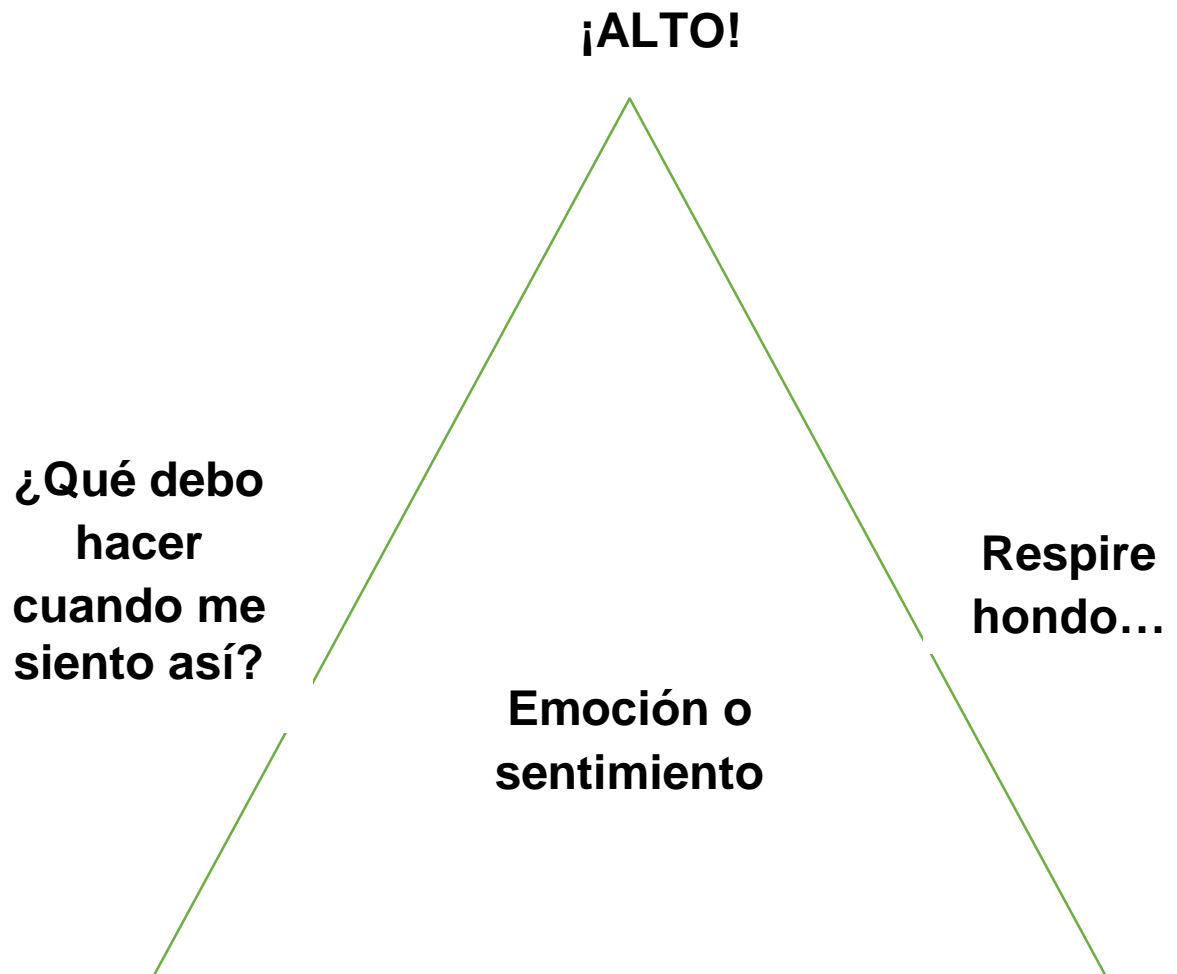 ¡ALTO!
¿Qué debo
hacer
cuando me
siento así?
Respire
hondo…
Emoción o
sentimiento